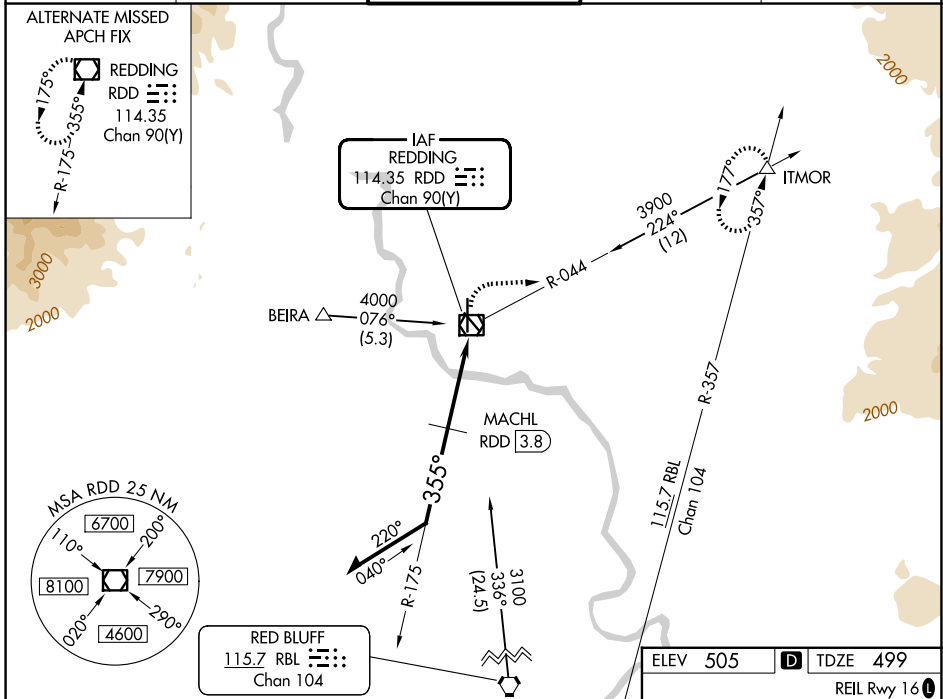 ALTERNATE MISSED
APCH FIX
REDDING
RDD
114.35
Chan 90(Y)
175°
355°
R-175
IAF
REDDING
114.35 RDD
Chan 90(Y)
2000
ITMOR
177°
357°
3900
224°
(12)
R-044
3000
2000
BEIRA
4000
076°
(5.3)
R-357
2000
MACHL
RDD 3.8
355°
115.7 RBL
Chan 104
MSA RDD 25 NM
6700
110°
200°
8100
7900
020°
290°
4600
220°
040°
R-175
3100
336°
(24.5)
RED BLUFF
115.7 RBL
Chan 104
ELEV 505 D TDZE 499
REIL Rwy 16 L